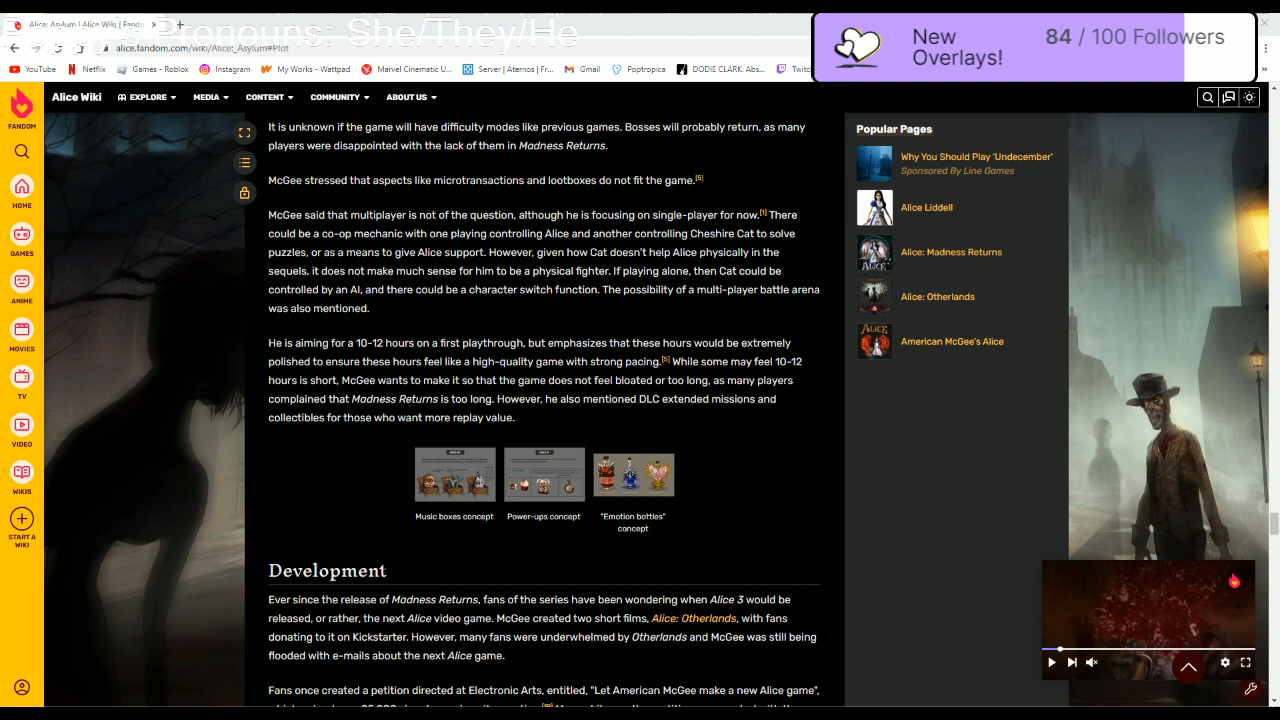 Alice: Asylum | Alice Wiki | Fando
Pronouns: She/They/He
alice.fandom.com/wiki/Alice:_Asylum#Plot
New
Overlays!
84 / 100 Followers
YouTube Netflix Games - Roblox Instagram My Works - Wattpad Marvel Cinematic U... Server | Aternos | Fr... Gmail Poptropica DODIE CLARK: Abs... Twitc
Alice Wiki EXPLORE MEDIA CONTENT COMMUNITY ABOUT US
FANDOM
HOME
GAMES
ANIME
MOVIES
TV
VIDEO
WIKIS
START A
WIKI
It is unknown if the game will have difficulty modes like previous games. Bosses will probably return, as many
players were disappointed with the lack of them in Madness Returns.
McGee stressed that aspects like microtransactions and lootboxes do not fit the game.[5]
McGee said that multiplayer is not of the question, although he is focusing on single-player for now.[1] There
could be a co-op mechanic with one playing controlling Alice and another controlling Cheshire Cat to solve
puzzles, or as a means to give Alice support. However, given how Cat doesn't help Alice physically in the
sequels, it does not make much sense for him to be a physical fighter. If playing alone, then Cat could be
controlled by an AI, and there could be a character switch function. The possibility of a multi-player battle arena
was also mentioned.
He is aiming for a 10-12 hours on a first playthrough, but emphasizes that these hours would be extremely
polished to ensure these hours feel like a high-quality game with strong pacing.[5] While some may feel 10-12
hours is short, McGee wants to make it so that the game does not feel bloated or too long, as many players
complained that Madness Returns is too long. However, he also mentioned DLC extended missions and
collectibles for those who want more replay value.
Music boxes concept
Power-ups concept
"Emotion bottles"
concept
Development
Ever since the release of Madness Returns, fans of the series have been wondering when Alice 3 would be
released, or rather, the next Alice video game. McGee created two short films, Alice: Otherlands, with fans
donating to it on Kickstarter. However, many fans were underwhelmed by Otherlands and McGee was still being
flooded with e-mails about the next Alice game.
Fans once created a petition directed at Electronic Arts, entitled, "Let American McGee make a new Alice game",
Popular Pages
Why You Should Play 'Undecember'
Sponsored By Line Games
Alice Liddell
Alice: Madness Returns
Alice: Otherlands
American McGee's Alice